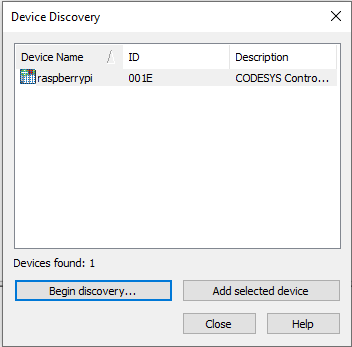 Device Discovery
Device Name ID Description
raspberrypi 001E CODESYS Contro...
Devices found: 1
Begin discovery... Add selected device
Close Help